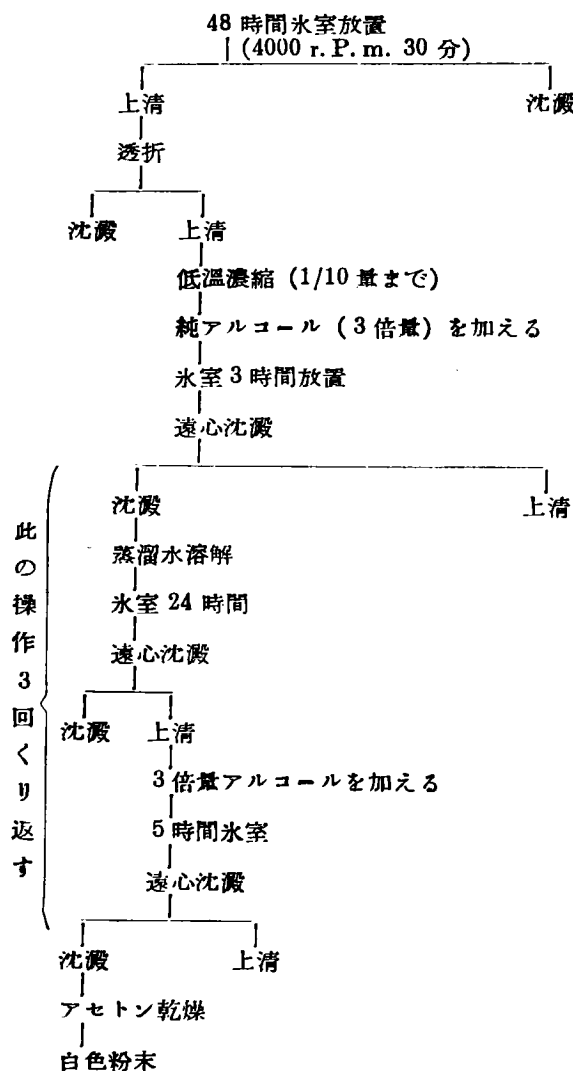 48 時間氷室放置
(4000 r. P. m. 30 分)
上清 沈澱
透折
沈澱 上清
低温濃縮 (1/10 量まで)
純アルコール (3 倍量) を加える
氷室 3 時間放置
遠心沈澱
沈澱 上清
蒸溜水溶解
氷室 24 時間
遠心沈澱
沈澱 上清
3 倍量アルコールを加える
5 時間氷室
遠心沈澱
沈澱 上清
アセトン乾燥
白色粉末
此の操作3回くり返す